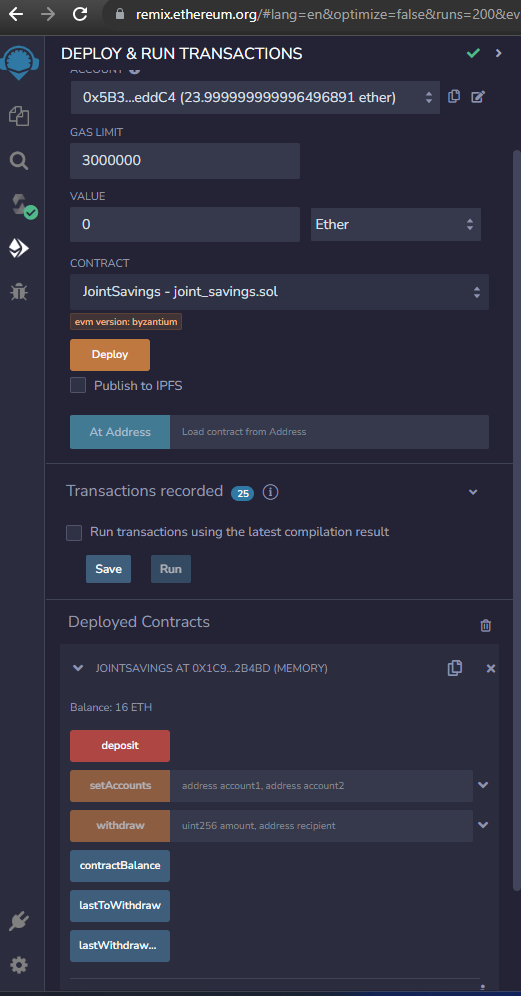 remix.ethereum.org/#lang=en&optimize=false&runs=200&ev
DEPLOY & RUN TRANSACTIONS
ACCOUNT
0x5B3...eddC4 (23.999999999996496891 ether)
GAS LIMIT
3000000
VALUE
0
Ether
CONTRACT
JointSavings - joint_savings.sol
evm version: byzantium
Deploy
Publish to IPFS
At Address
Load contract from Address
Transactions recorded 25 i
Run transactions using the latest compilation result
Save
Run
Deployed Contracts
JOINTSAVINGS AT 0X1C9...2B4BD (MEMORY)
Balance: 16 ETH
deposit
setAccounts
address account1, address account2
withdraw
uint256 amount, address recipient
contractBalance
lastToWithdraw
lastWithdraw...